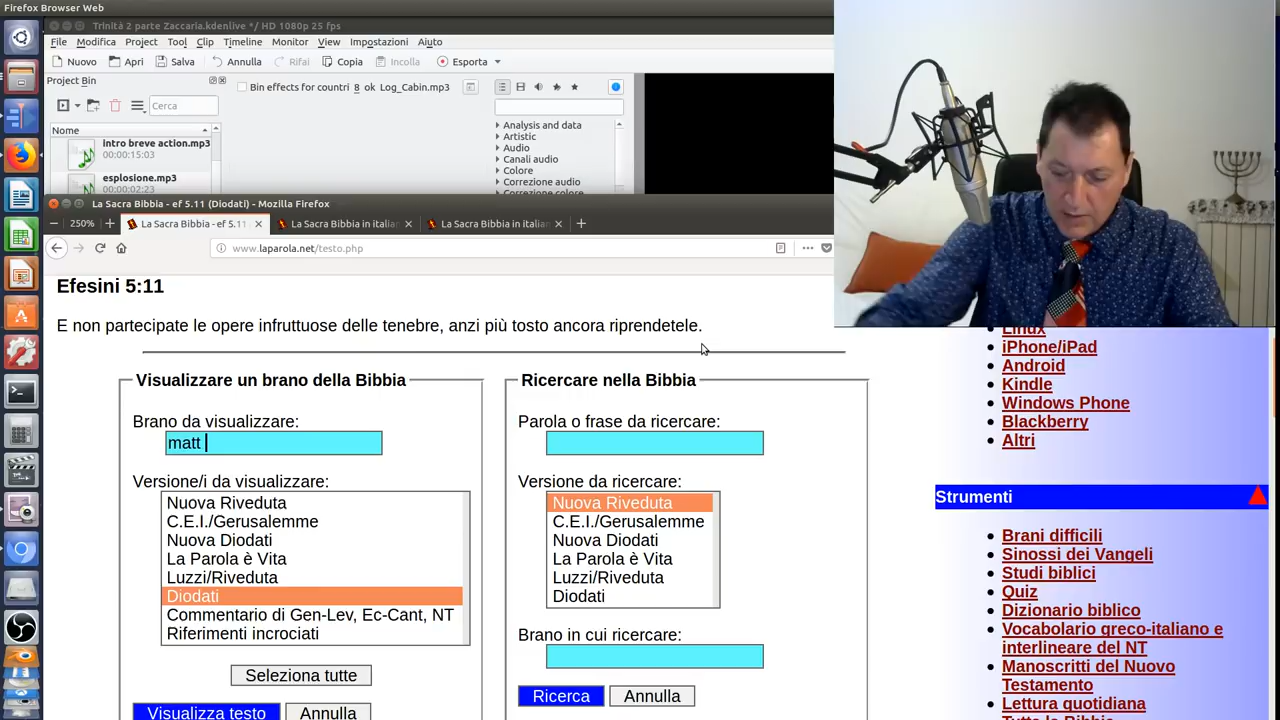 Firefox Browser Web
Trinità 2 parte Zaccaria.kdenlive */ HD 1080p 25 fps
File Modifica Project Tool Clip Timeline Monitor View Impostazioni Aiuto
Nuovo Apri Salva Annulla Rifai Copia Incolla Esporta
Project Bin
Bin effects for countri 8 ok Log_Cabin.mp3
Cerca
Nome
intro breve action.mp3
00:00:15:03
esplosione.mp3
00:00:02:23
Analysis and data
Artistic
Audio
Canali audio
Colore
Correzione audio
Correzione colore
La Sacra Bibbia - ef 5.11 (Diodati) - Mozilla Firefox
250%
La Sacra Bibbia - ef 5.11
La Sacra Bibbia in italian
La Sacra Bibbia in italian
www.laparola.net/testo.php
Efesini 5:11
E non partecipate le opere infruttuose delle tenebre, anzi più tosto ancora riprendetele.
Visualizzare un brano della Bibbia
Brano da visualizzare:
matt
Versione/i da visualizzare:
Nuova Riveduta
C.E.I./Gerusalemme
Nuova Diodati
La Parola è Vita
Luzzi/Riveduta
Diodati
Commentario di Gen-Lev, Ec-Cant, NT
Riferimenti incrociati
Seleziona tutte
Visualizza testo Annulla
Ricercare nella Bibbia
Parola o frase da ricercare:
Versione da ricercare:
Nuova Riveduta
C.E.I./Gerusalemme
Nuova Diodati
La Parola è Vita
Luzzi/Riveduta
Diodati
Brano in cui ricercare:
Ricerca Annulla
Linux
iPhone/iPad
Android
Kindle
Windows Phone
Blackberry
Altri
Strumenti
Brani difficili
Sinossi dei Vangeli
Studi biblici
Quiz
Dizionario biblico
Vocabolario greco-italiano e
interlineare del NT
Manoscritti del Nuovo
Testamento
Lettura quotidiana
Tutta la Bibbia